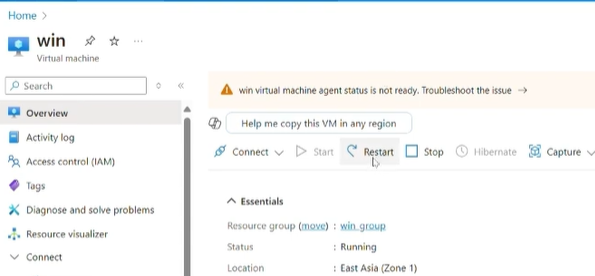 Home >
win
Virtual machine
Search
win virtual machine agent status is not ready. Troubleshoot the issue →
Overview
Help me copy this VM in any region
Activity log
Connect Start Restart Stop Hibernate Capture
Access control (IAM)
Tags
Essentials
Diagnose and solve problems
Resource group (move) : win_group
Resource visualizer
Status : Running
Connect
Location : East Asia (Zone 1)